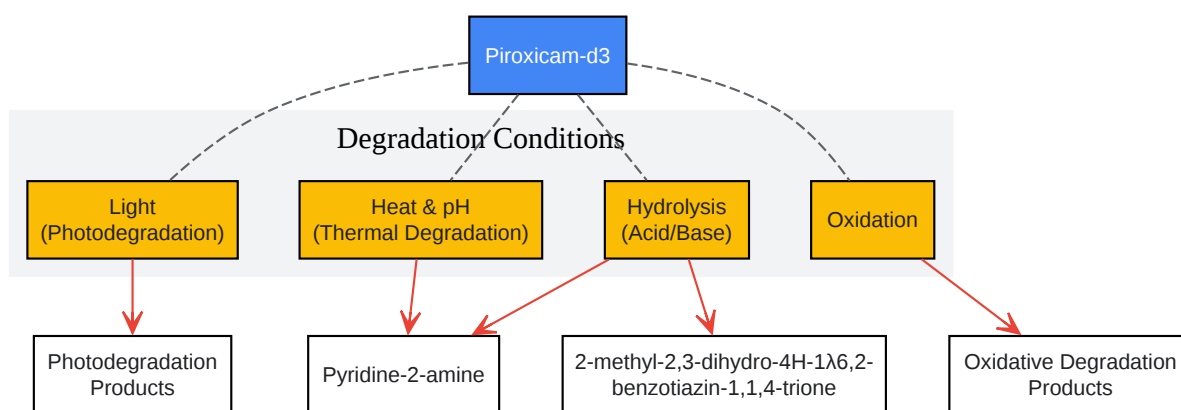 Piroxicam-d3
Degradation Conditions
Light
(Photodegradation)
Heat & pH
(Thermal Degradation)
Hydrolysis
(Acid/Base)
Oxidation
Photodegradation
Products
Pyridine-2-amine
2-methyl-2,3-dihydro-4H-1λ6,2-
benzotiazin-1,1,4-trione
Oxidative Degradation
Products